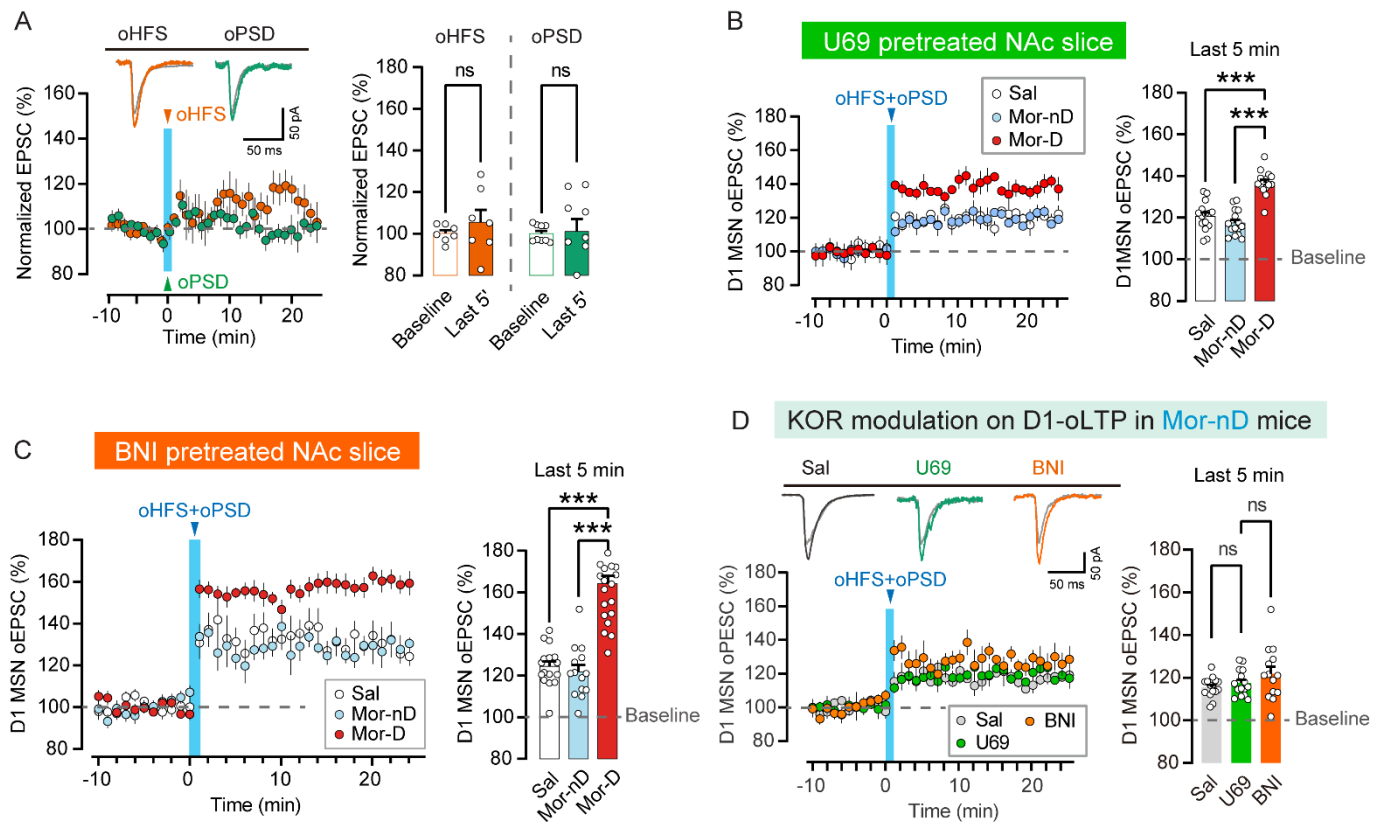 A
oHFS
oPSD
50 pA
50 ms
Normalized EPSC (%)
160
140
120
100
80
oHFS
oPSD
0
10
20
Time (min)
oHFS
oPSD
ns
ns
Normalized EPSC (%)
180
160
140
120
100
80
Baseline
Last 5'
Baseline
Last 5'
B
U69 pretreated NAc slice
oHFS+oPSD
Sal
Mor-nD
Mor-D
D1 MSN oEPSC (%)
180
160
140
120
100
80
-10
0
10
20
Time (min)
Last 5 min
***
***
D1MSN oEPSC (%)
180
160
140
120
100
80
Baseline
Sal
Mor-nD
Mor-D
C
BNI pretreated NAc slice
oHFS+oPSD
D1 MSN oEPSC (%)
180
160
140
120
100
80
Sal
Mor-nD
Mor-D
-10
0
10
20
Time (min)
Last 5 min
***
***
D1 MSN oEPSC (%)
180
160
140
120
100
80
Baseline
Sal
Mor-nD
Mor-D
D
KOR modulation on D1-oLTP in Mor-nD mice
Sal
U69
BNI
50 pA
50 ms
oHFS+oPSD
D1 MSN oPESC (%)
180
160
140
120
100
80
Sal
BNI
U69
-10
0
10
20
Time (min)
Last 5 min
ns
ns
D1 MSN oEPSC (%)
180
160
140
120
100
80
Baseline
Sal
U69
BNI